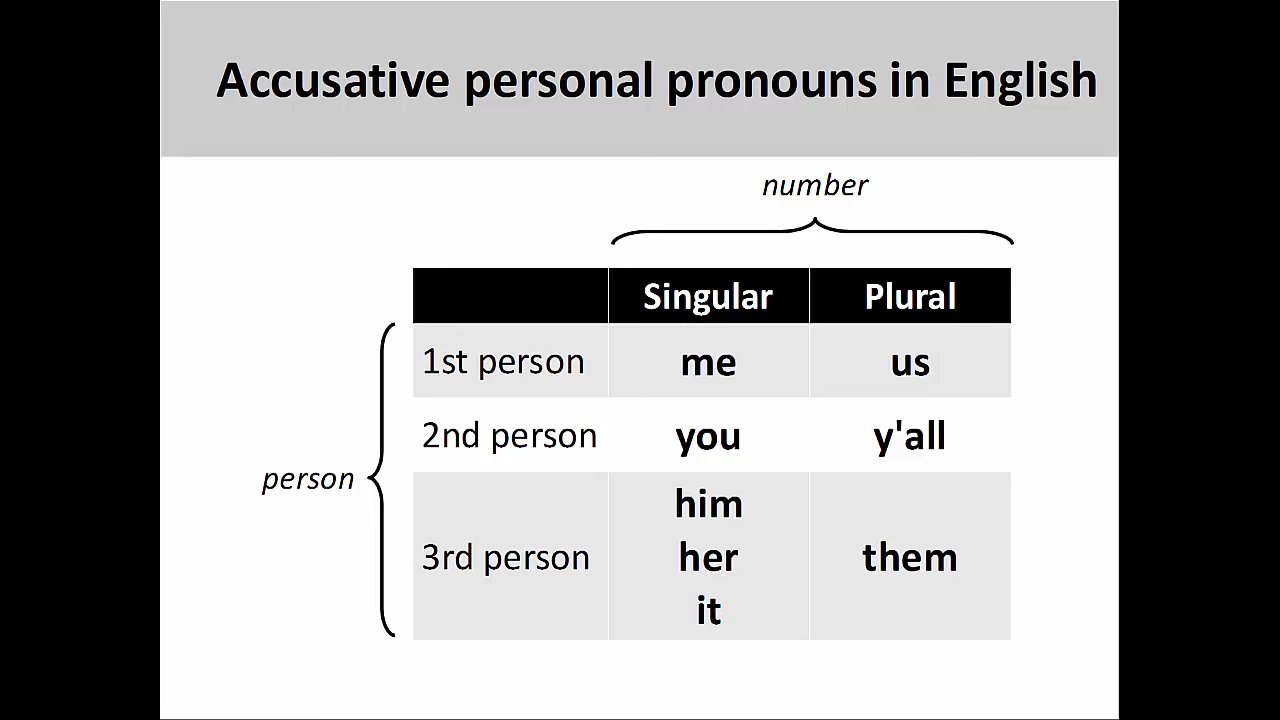 Accusative personal pronouns in English
number
Singular Plural
1st person me us
2nd person you y'all
person
him
3rd person her them
it